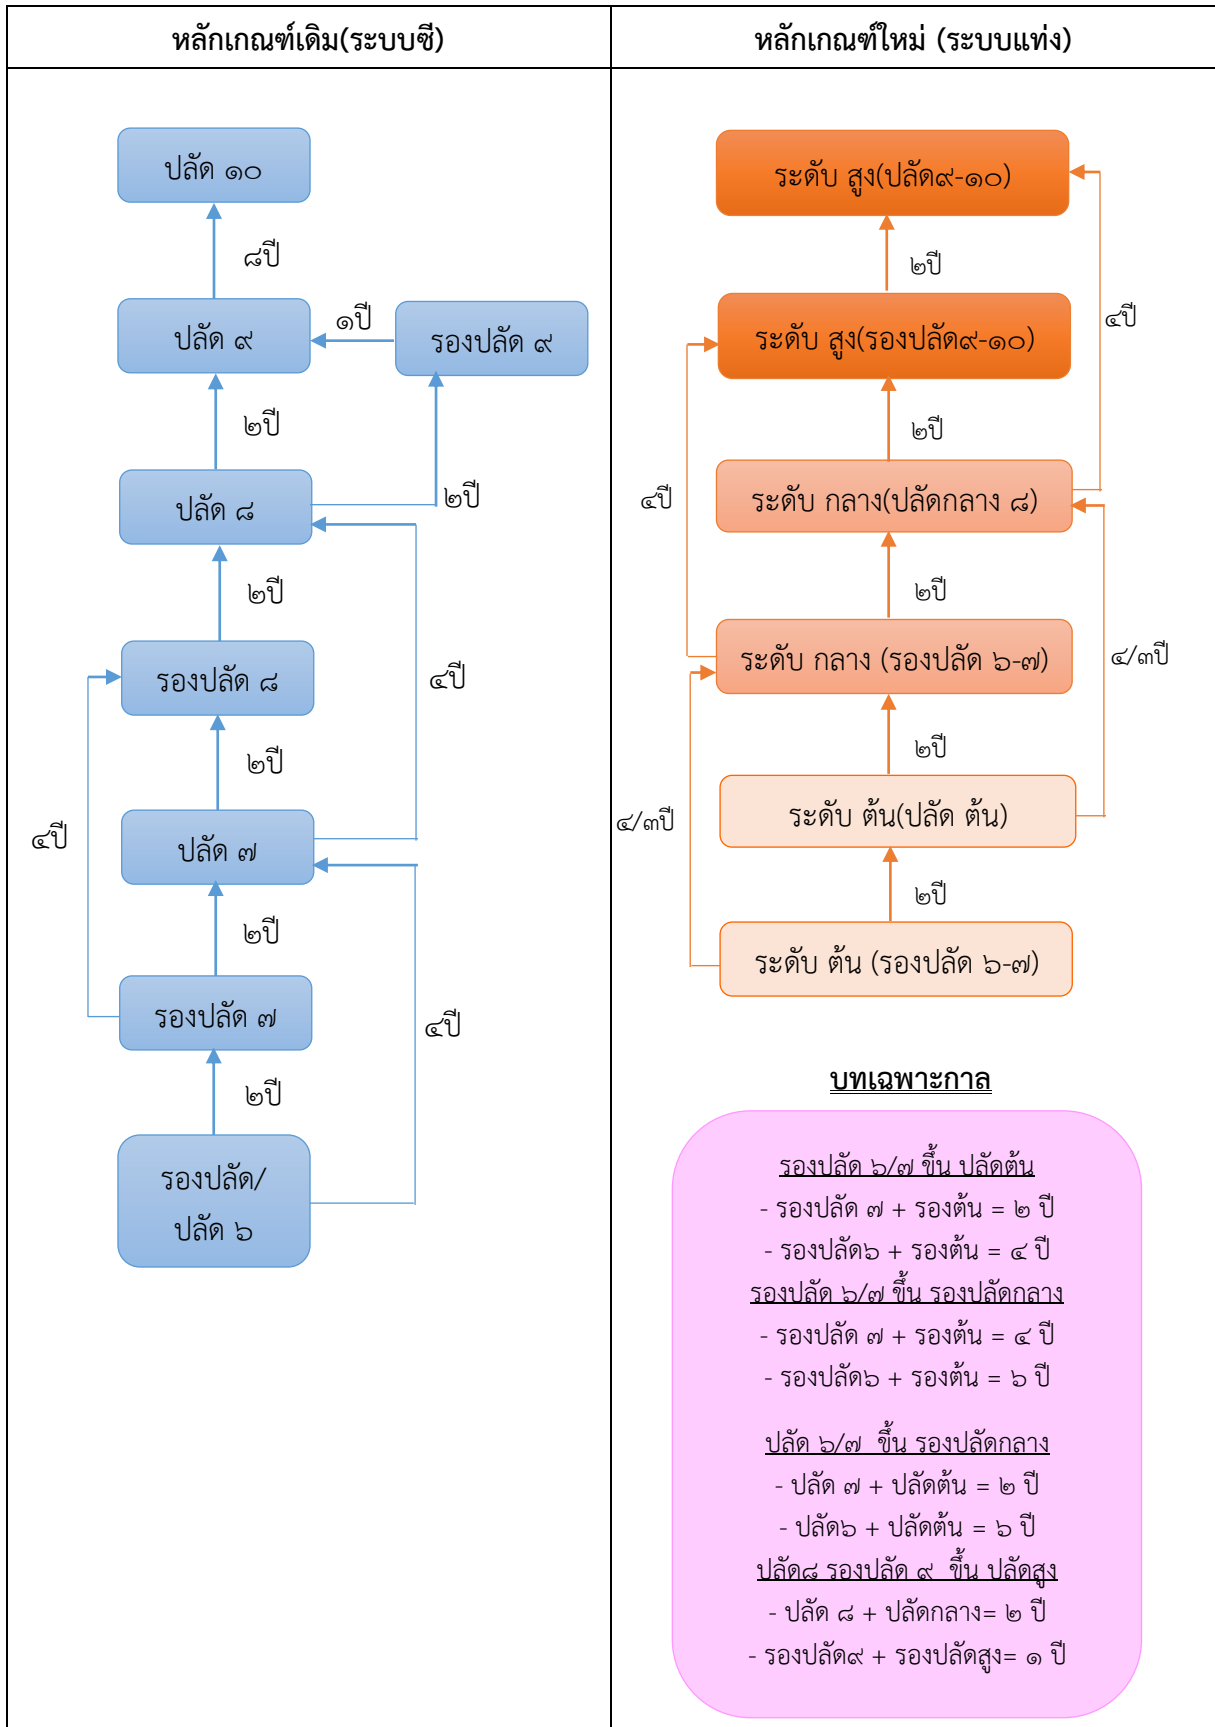 หลักเกณฑ์เดิม(ระบบซี)
ปลัด ๑๐
๘ปี
ปลัด ๙
๑ปี
รองปลัด ๙
๒ปี
ปลัด ๘
๒ปี
๒ปี
รองปลัด ๘
๔ปี
๒ปี
ปลัด ๗
๔ปี
๒ปี
รองปลัด ๗
๔ปี
๒ปี
รองปลัด/
ปลัด ๖
หลักเกณฑ์ใหม่ (ระบบแท่ง)
ระดับ สูง(ปลัด๙-๑๐)
๒ปี
๔ปี
ระดับ สูง(รองปลัด๙-๑๐)
๒ปี
๔ปี
ระดับ กลาง(ปลัดกลาง ๘)
๒ปี
ระดับ กลาง (รองปลัด ๖-๗)
๔/๓ปี
๒ปี
ระดับ ต้น(ปลัด ต้น)
๔/๓ปี
๒ปี
ระดับ ต้น (รองปลัด ๖-๗)
บทเฉพาะกาล
รองปลัด ๖/๗ ขึ้น ปลัดต้น
- รองปลัด ๗ + รองต้น = ๒ ปี
- รองปลัด๖ + รองต้น = ๔ ปี
รองปลัด ๖/๗ ขึ้น รองปลัดกลาง
- รองปลัด ๗ + รองต้น = ๔ ปี
- รองปลัด๖ + รองต้น = ๖ ปี
ปลัด ๖/๗ ขึ้น รองปลัดกลาง
- ปลัด ๗ + ปลัดต้น = ๒ ปี
- ปลัด๖ + ปลัดต้น = ๖ ปี
ปลัด๘ รองปลัด ๙ ขึ้น ปลัดสูง
- ปลัด ๘ + ปลัดกลาง= ๒ ปี
- รองปลัด๙ + รองปลัดสูง= ๑ ปี